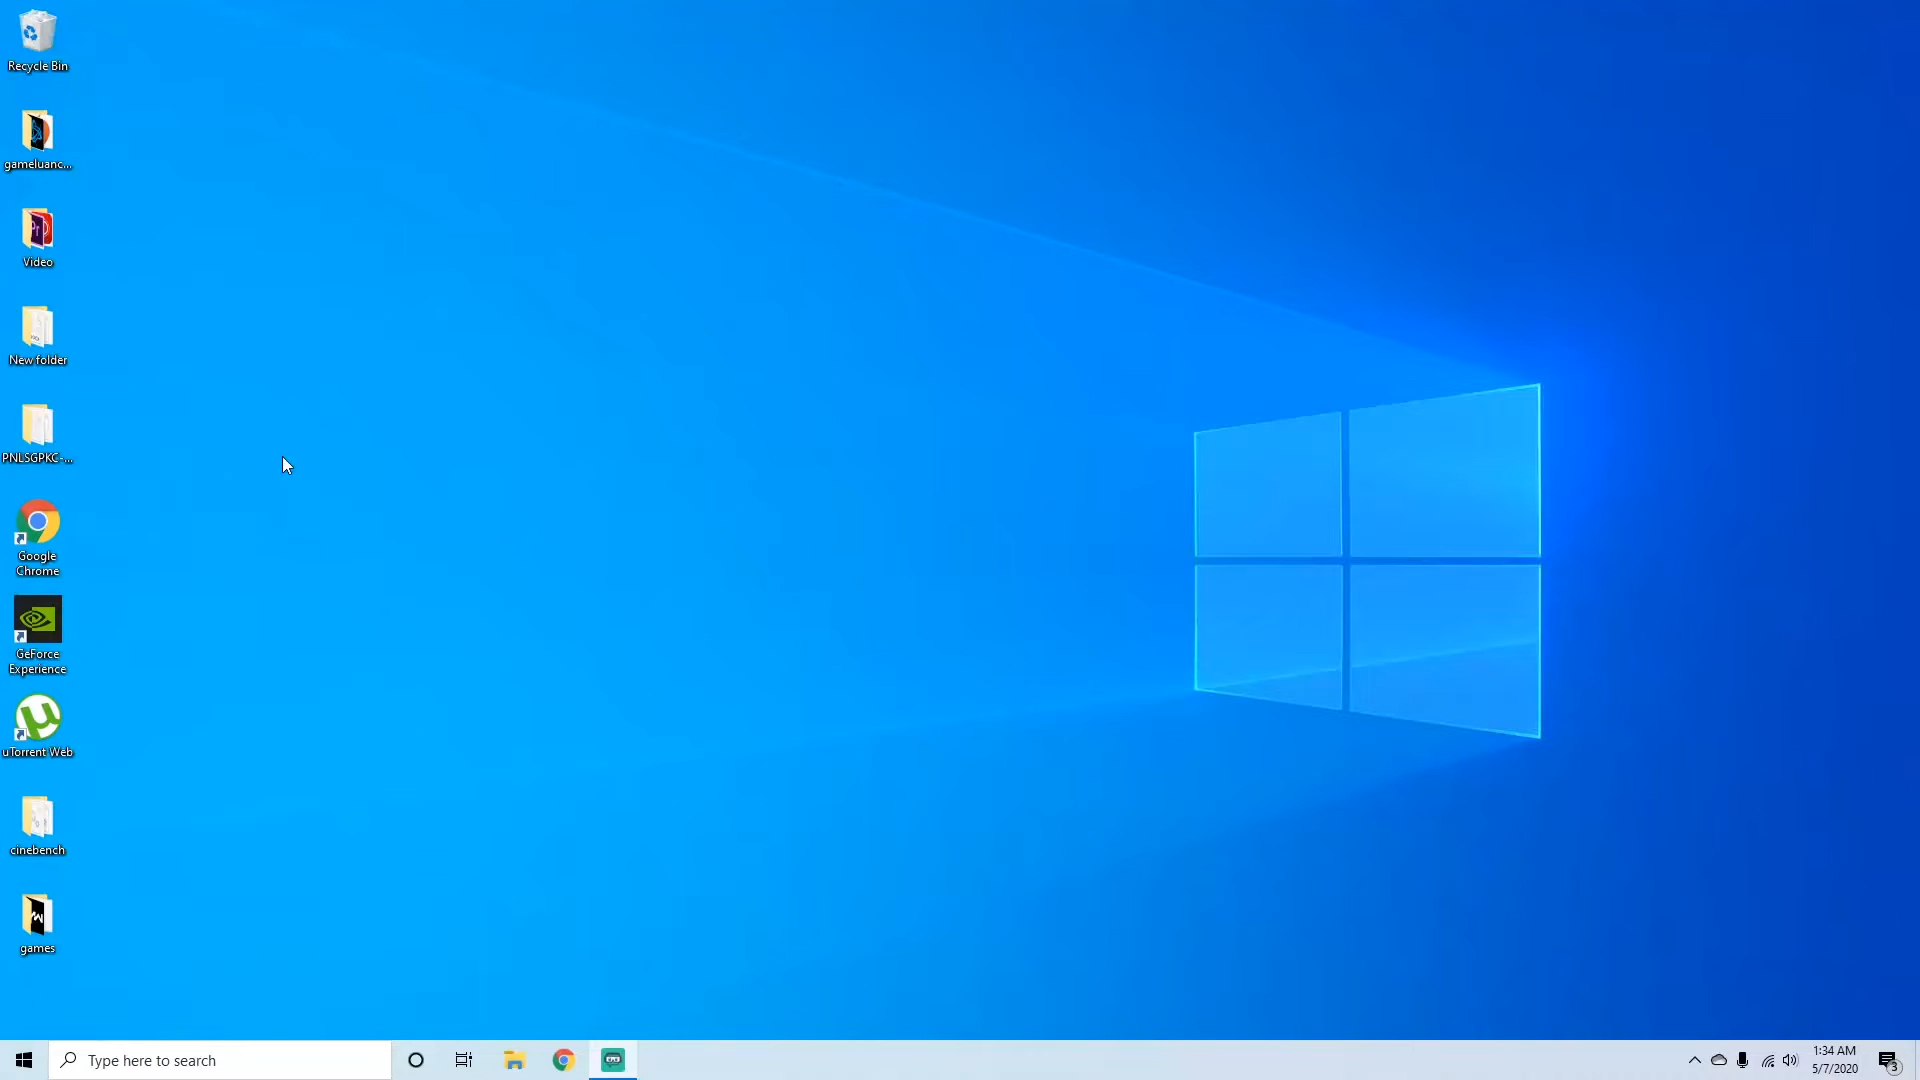 Recycle Bin
gameluanc...
Video
New folder
PNLSGPKC-...
Google
Chrome
GeForce
Experience
uTorrent Web
cinebench
games
Type here to search
1:34 AM
5/7/2020
3